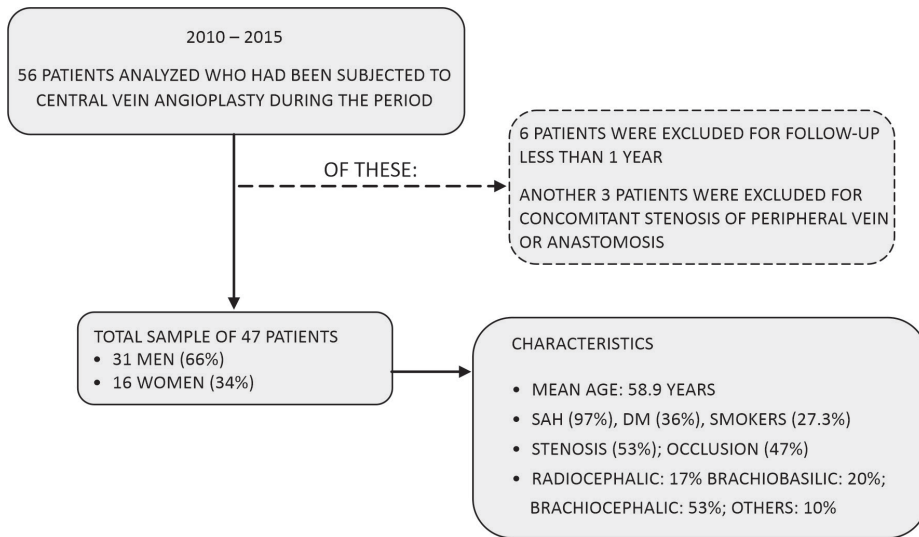 2010 – 2015
56 PATIENTS ANALYZED WHO HAD BEEN SUBJECTED TO
CENTRAL VEIN ANGIOPLASTY DURING THE PERIOD
OF THESE:
6 PATIENTS WERE EXCLUDED FOR FOLLOW-UP
LESS THAN 1 YEAR
ANOTHER 3 PATIENTS WERE EXCLUDED FOR
CONCOMITANT STENOSIS OF PERIPHERAL VEIN
OR ANASTOMOSIS
TOTAL SAMPLE OF 47 PATIENTS
• 31 MEN (66%)
• 16 WOMEN (34%)
CHARACTERISTICS
• MEAN AGE: 58.9 YEARS
• SAH (97%), DM (36%), SMOKERS (27.3%)
• STENOSIS (53%); OCCLUSION (47%)
• RADIOCEPHALIC: 17% BRACHIOBASILIC: 20%;
BRACHIOCEPHALIC: 53%; OTHERS: 10%